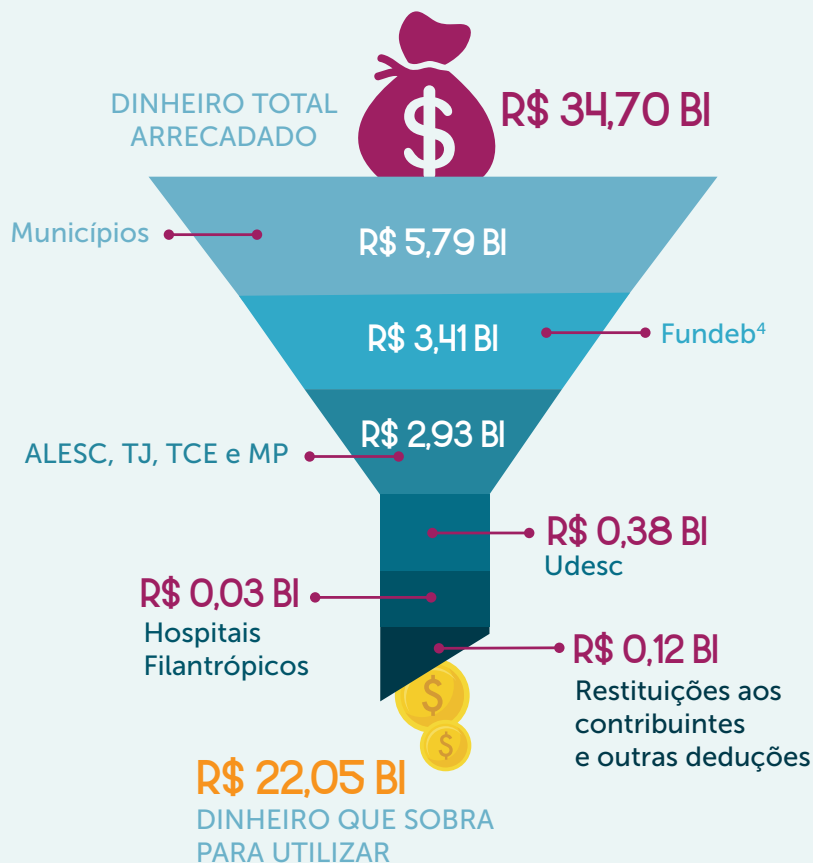 DINHEIRO TOTAL
ARRECADADO
R$ 34,70 BI
$
Municípios
R$ 5,79 BI
R$ 3,41 BI
Fundeb⁴
R$ 2,93 BI
ALESC, TJ, TCE e MP
R$ 0,38 BI
Udesc
R$ 0,03 BI
Hospitais
Filantrópicos
R$ 0,12 BI
Restituições aos
contribuintes
e outras deduções
$
$
R$ 22,05 BI
DINHEIRO QUE SOBRA
PARA UTILIZAR